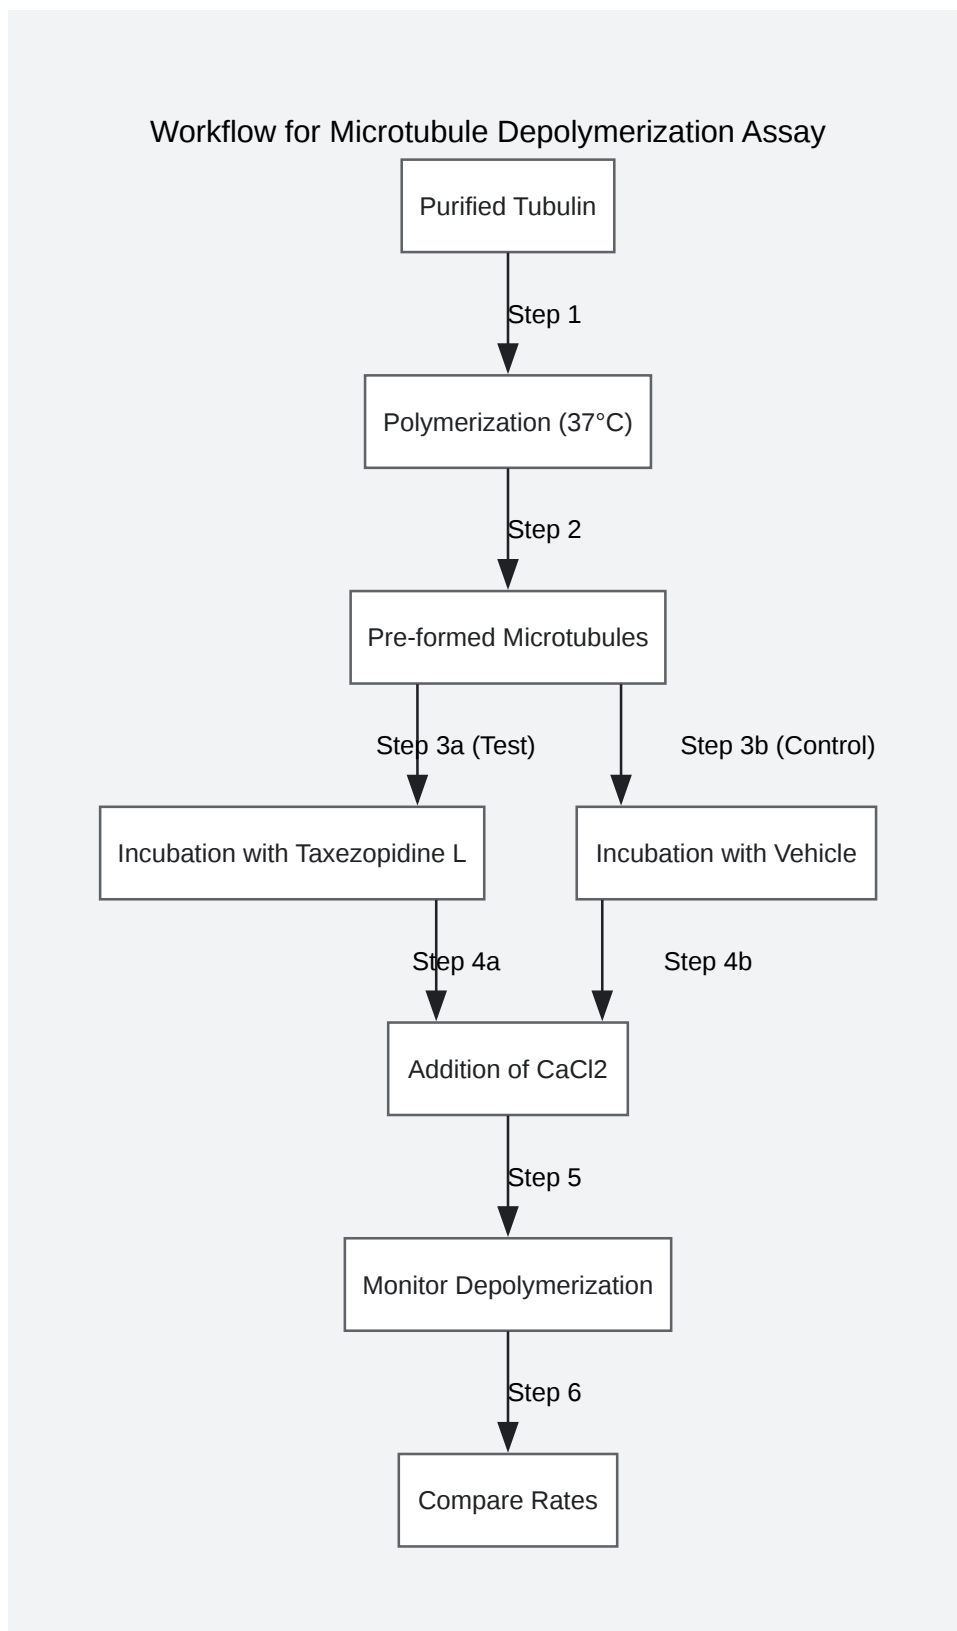 Workflow for Microtubule Depolymerization Assay
Purified Tubulin
Step 1
Polymerization (37°C)
Step 2
Pre-formed Microtubules
Step 3a (Test)
Step 3b (Control)
Incubation with Taxezopidine L
Incubation with Vehicle
Step 4a
Step 4b
Addition of CaCl2
Step 5
Monitor Depolymerization
Step 6
Compare Rates